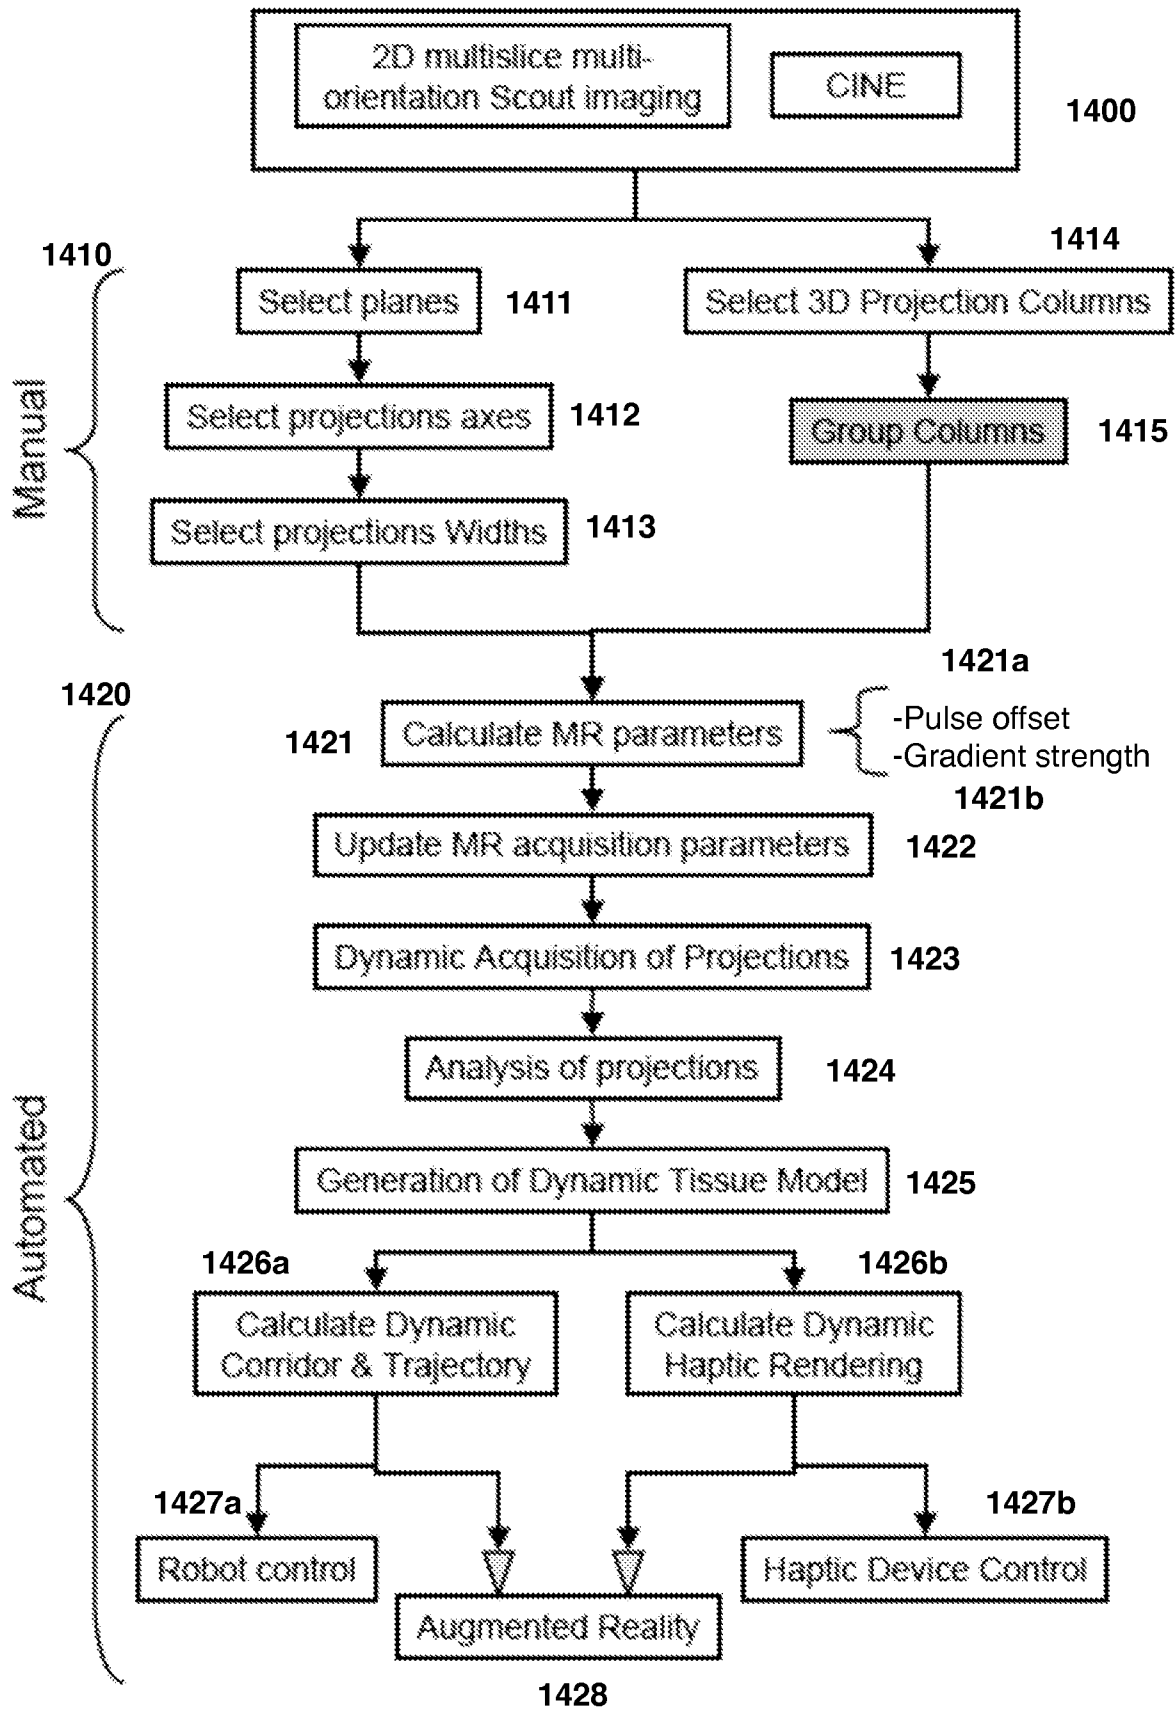 2D multislice multi-
orientation Scout imaging
CINE
1400
1410
1414
Select planes
1411
Select 3D Projection Columns
Select projections axes
1412
Group Columns
1415
Select projections Widths
1413
Manual
1421a
1420
1421
Calculate MR parameters
-Pulse offset
-Gradient strength
1421b
Update MR acquisition parameters
1422
Dynamic Acquisition of Projections
1423
Analysis of projections
1424
Generation of Dynamic Tissue Model
1425
Automated
1426a
1426b
Calculate Dynamic
Corridor & Trajectory
Calculate Dynamic
Haptic Rendering
1427a
1427b
Robot control
Haptic Device Control
Augmented Reality
1428